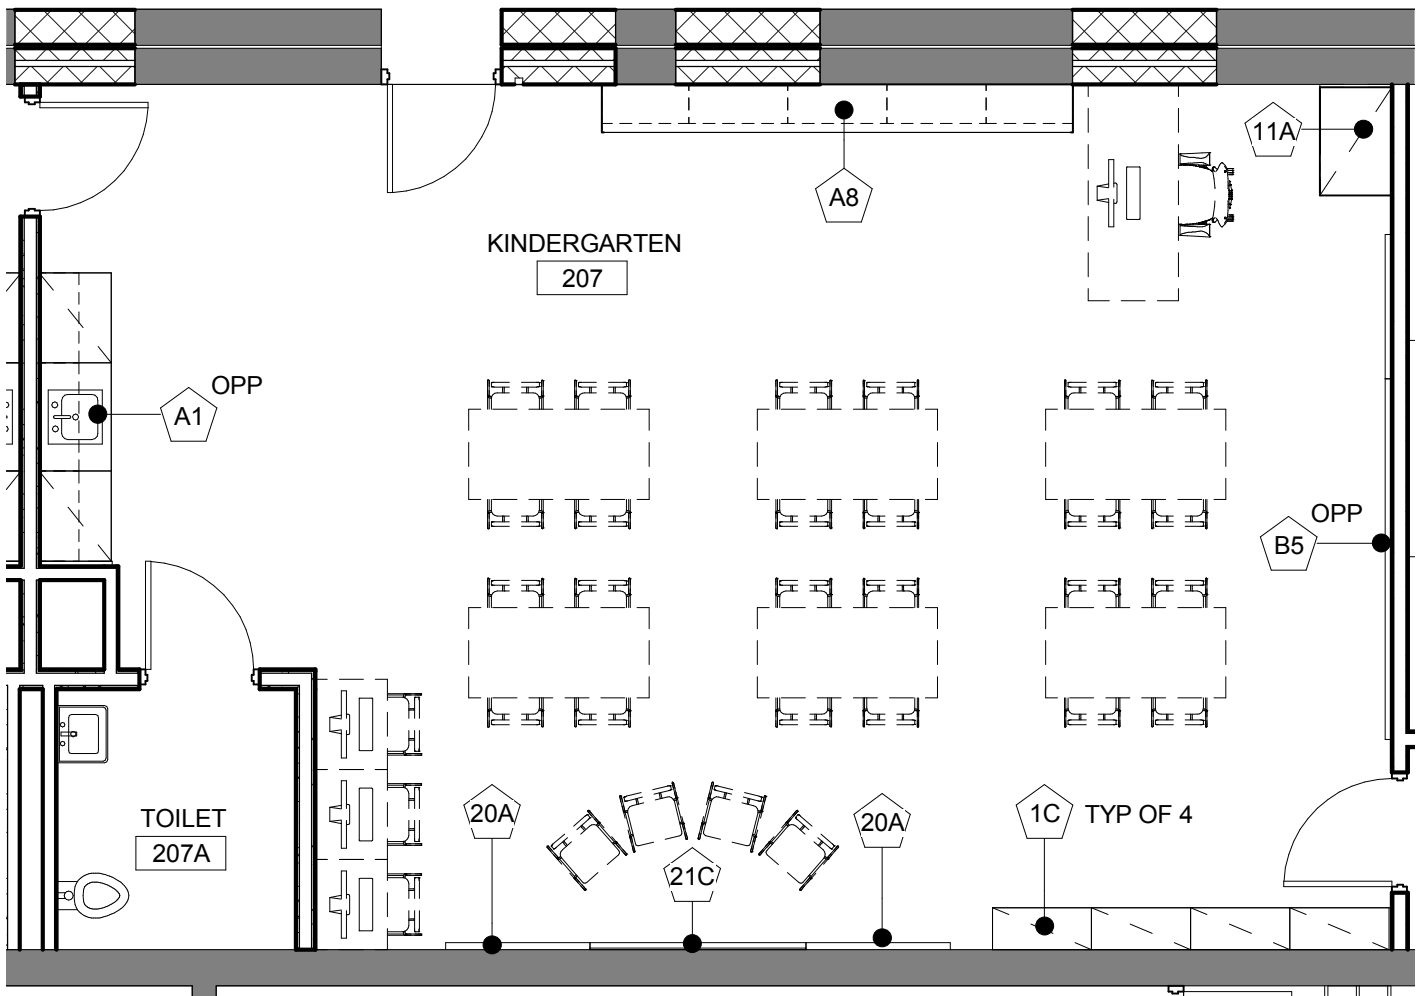 11A
A8
KINDERGARTEN
207
OPP
A1
OPP
B5
20A
20A
1C
TYP OF 4
TOILET
207A
21C